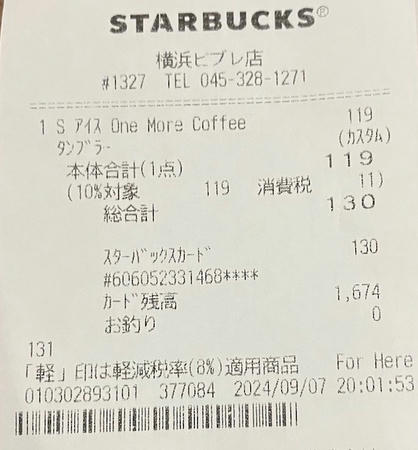 STARBUCKS®
横浜ビブレ店
#1327 TEL 045-328-1271
1 S アイス One More Coffee 119
タンブラー (カスタム)
本体合計(1点) 119
(10%対象 119 消費税 11)
総合計 130
スターバックスカード 130
#606052331468****
カード残高 1,674
お釣り 0
131
「軽」印は軽減税率(8%)適用商品 For Here
010302893101 377084 2024/09/07 20:01:53